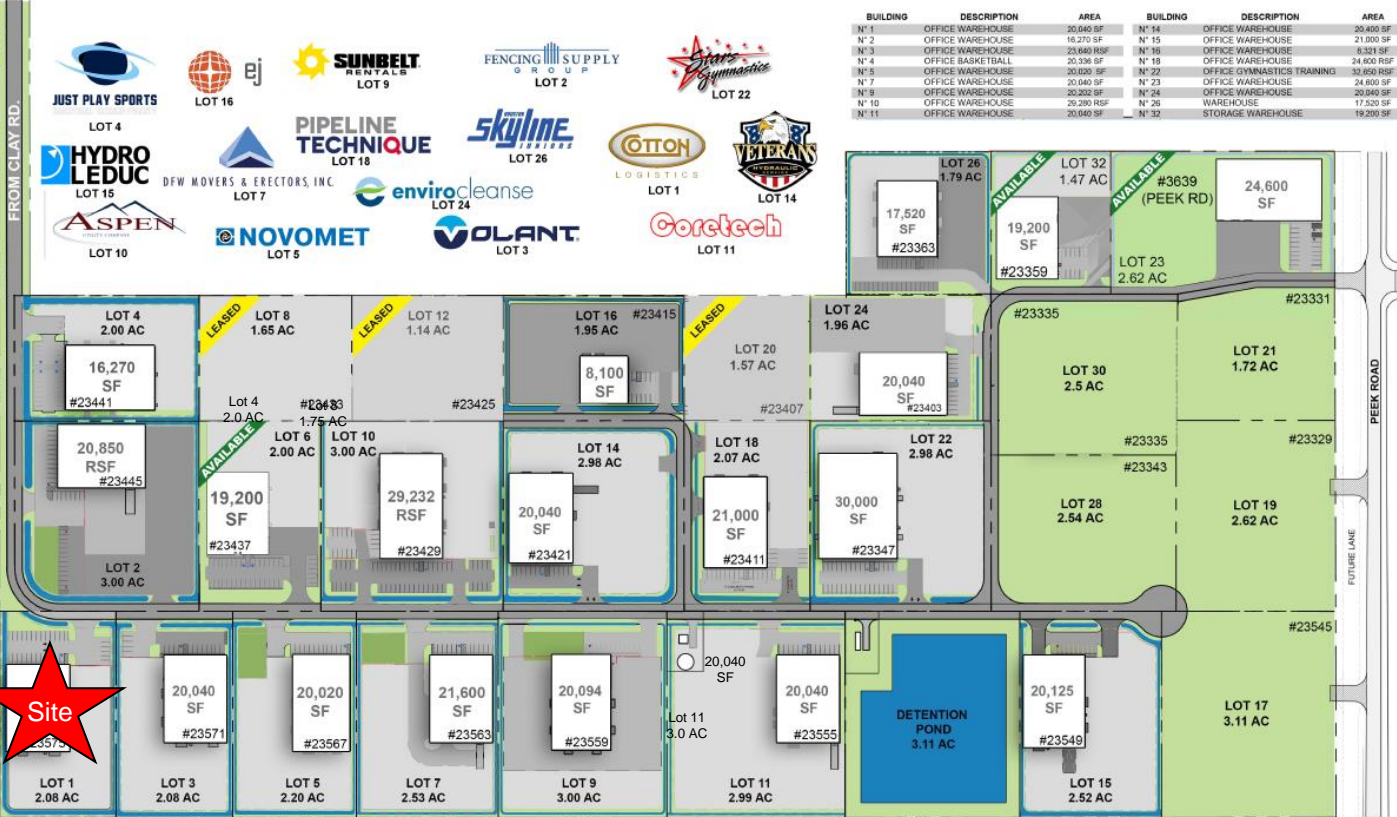 BUILDING DESCRIPTION AREA BUILDING DESCRIPTION AREA
N° 1 OFFICE WAREHOUSE 20,040 SF N° 14 OFFICE WAREHOUSE 20,400 SF
N° 2 OFFICE WAREHOUSE 16,270 SF N° 15 OFFICE WAREHOUSE 21,000 SF
N° 3 OFFICE WAREHOUSE 23,640 RSF N° 16 OFFICE WAREHOUSE 8,321 SF
N° 4 OFFICE BASKETBALL 20,336 SF N° 18 OFFICE WAREHOUSE 24,600 RSF
N° 5 OFFICE WAREHOUSE 20,020 SF N° 22 OFFICE GYMNASTICS TRAINING 32,650 RSF
N° 7 OFFICE WAREHOUSE 20,040 SF N° 23 OFFICE WAREHOUSE 24,600 SF
N° 9 OFFICE WAREHOUSE 20,202 SF N° 24 OFFICE WAREHOUSE 20,040 SF
N° 10 OFFICE WAREHOUSE 29,280 RSF N° 26 WAREHOUSE 17,520 SF
N° 11 OFFICE WAREHOUSE 20,040 SF N° 32 STORAGE WAREHOUSE 19,200 SF
FROM CLAY RD.
JUST PLAY SPORTS
LOT 4
ej
LOT 16
SUNBELT
RENTALS
LOT 9
FENCING SUPPLY
GROUP
LOT 2
Stars
Gymnastics
LOT 22
HYDRO
LEDUC
LOT 15
DFW MOVERS & ERECTORS, INC.
LOT 7
PIPELINE
TECHNIQUE
LOT 18
skyline
JUNIORS
LOT 26
COTTON
LOGISTICS
LOT 1
VETERANS
HYDRAULIC
SERVICE
LOT 14
ASPEN
LOT 10
envirocleanse
LOT 24
NOVOMET
LOT 5
VOLANT
LOT 3
Coretech
LOT 11
LOT 26
1.79 AC
17,520
SF
#23363
AVAILABLE
LOT 32
1.47 AC
19,200
SF
#23359
AVAILABLE
#3639
(PEEK RD)
24,600
SF
LOT 23
2.62 AC
LOT 4
2.00 AC
16,270
SF
#23441
LEASED
LOT 8
1.65 AC
Lot 4
2.0 AC
1.75 AC
LEASED
LOT 12
1.14 AC
#23425
LOT 16
1.95 AC
#23415
8,100
SF
LEASED
LOT 20
1.57 AC
#23407
LOT 24
1.96 AC
20,040
SF
#23403
#23335
LOT 30
2.5 AC
#23335
#23331
LOT 21
1.72 AC
PEEK ROAD
20,850
RSF
#23445
LOT 2
3.00 AC
AVAILABLE
LOT 6
2.00 AC
19,200
SF
#23437
LOT 10
3.00 AC
29,232
RSF
#23429
LOT 14
2.98 AC
20,040
SF
#23421
LOT 18
2.07 AC
21,000
SF
#23411
LOT 22
2.98 AC
30,000
SF
#23347
#23343
LOT 28
2.54 AC
#23329
LOT 19
2.62 AC
FUTURE LANE
Site
LOT 1
2.08 AC
20,040
SF
#23571
LOT 3
2.08 AC
20,020
SF
#23567
LOT 5
2.20 AC
21,600
SF
#23563
LOT 7
2.53 AC
20,094
SF
#23559
LOT 9
3.00 AC
20,040
SF
Lot 11
3.0 AC
20,040
SF
#23555
LOT 11
2.99 AC
DETENTION
POND
3.11 AC
20,125
SF
#23549
LOT 15
2.52 AC
#23545
LOT 17
3.11 AC